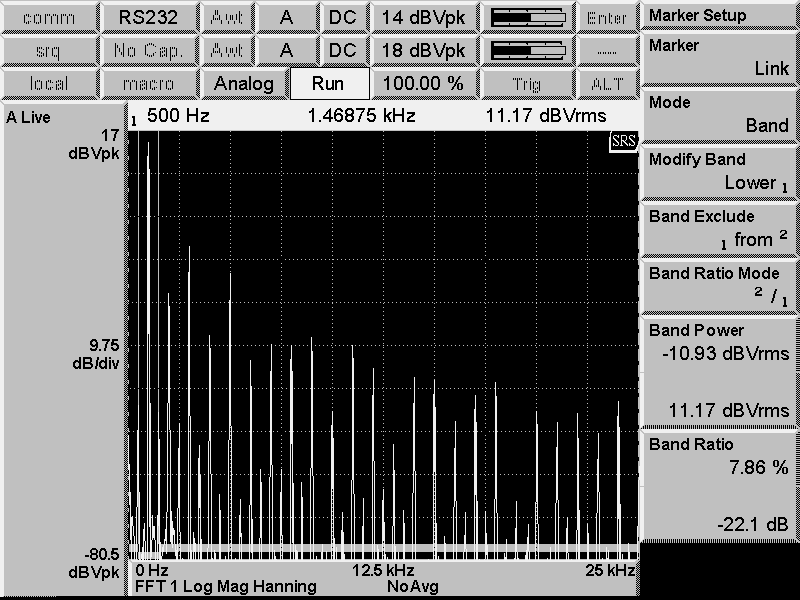 comm RS232 Awt A DC 14 dBVpk Enter
srq No Cap. Awt A DC 18 dBVpk ---
local macro Analog Run 100.00 % Trig ALT
Marker Setup
Marker
Link
Mode
Band
Modify Band
Lower 1
Band Exclude
1 from 2
Band Ratio Mode
2 / 1
Band Power
-10.93 dBVrms
11.17 dBVrms
Band Ratio
7.86 %
-22.1 dB
A Live
1 500 Hz 1.46875 kHz 11.17 dBVrms
SRS
17
dBVpk
9.75
dB/div
-80.5
dBVpk
0 Hz 12.5 kHz 25 kHz
FFT 1 Log Mag Hanning NoAvg